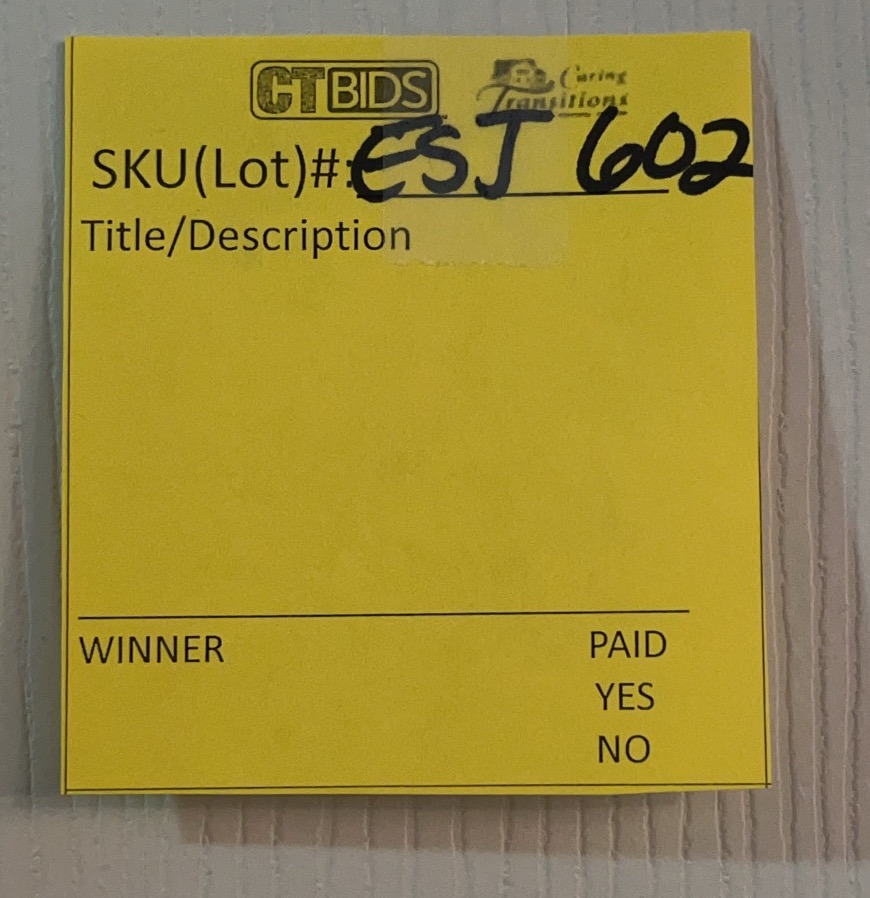 CTBIDS Caring Transitions
SKU(Lot)#: ESJ 602
Title/Description
WINNER PAID
YES
NO